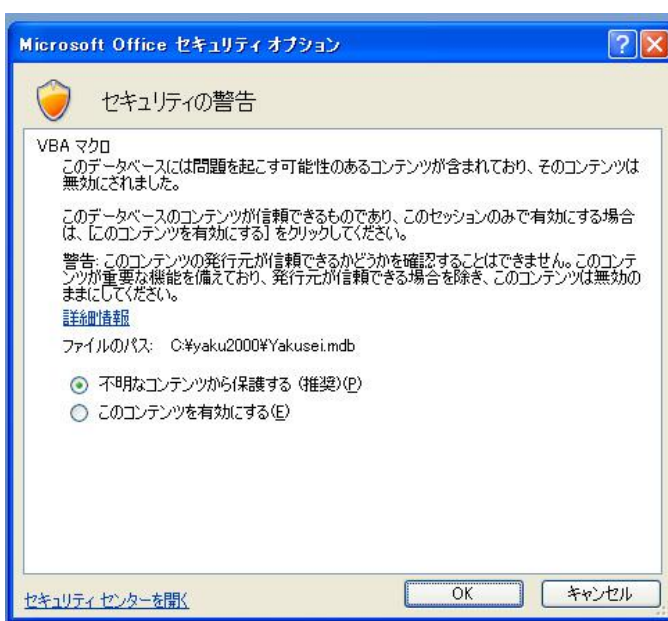 Microsoft Office セキュリティ オプション
セキュリティの警告
VBA マクロ
このデータベースには問題を起こす可能性のあるコンテンツが含まれており、そのコンテンツは
無効にされました。
このデータベースのコンテンツが信頼できるものであり、このセッションのみで有効にする場合
は、[このコンテンツを有効にする] をクリックしてください。
警告: このコンテンツの発行元が信頼できるかどうかを確認することはできません。このコンテ
ンツが重要な機能を備えており、発行元が信頼できる場合を除き、このコンテンツは無効の
ままにしてください。
詳細情報
ファイルのパス: C:¥yaku2000¥Yakusei.mdb
不明なコンテンツから保護する (推奨)(P)
このコンテンツを有効にする(E)
セキュリティ センターを開く
OK
キャンセル